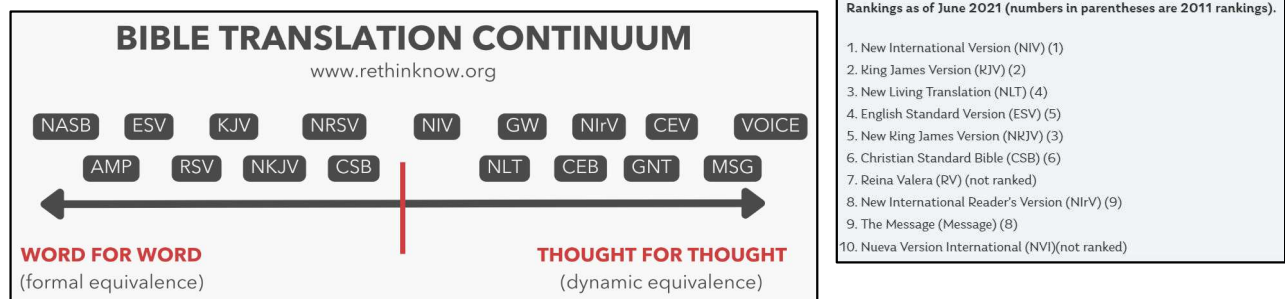 BIBLE TRANSLATION CONTINUUM
www.rethinknow.org
NASB ESV KJV NRSV NIV GW NIrV CEV VOICE
AMP RSV NKJV CSB NLT CEB GNT MSG
WORD FOR WORD THOUGHT FOR THOUGHT
(formal equivalence) (dynamic equivalence)
Rankings as of June 2021 (numbers in parentheses are 2011 rankings).
1. New International Version (NIV) (1)
2. King James Version (KJV) (2)
3. New Living Translation (NLT) (4)
4. English Standard Version (ESV) (5)
5. New King James Version (NKJV) (3)
6. Christian Standard Bible (CSB) (6)
7. Reina Valera (RV) (not ranked)
8. New International Reader's Version (NIrV) (9)
9. The Message (Message) (8)
10. Nueva Version International (NVI)(not ranked)